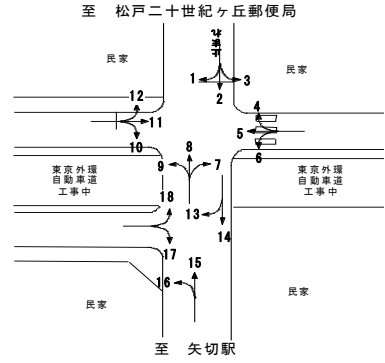 至 松戸二十世紀ヶ丘郵便局
民家
民家
止まれ
1
2
3
4
5
6
12
11
10
9
8
7
東京外環
自動車道
工事中
東京外環
自動車道
工事中
18
13
14
17
15
16
民家
民家
至 矢切駅